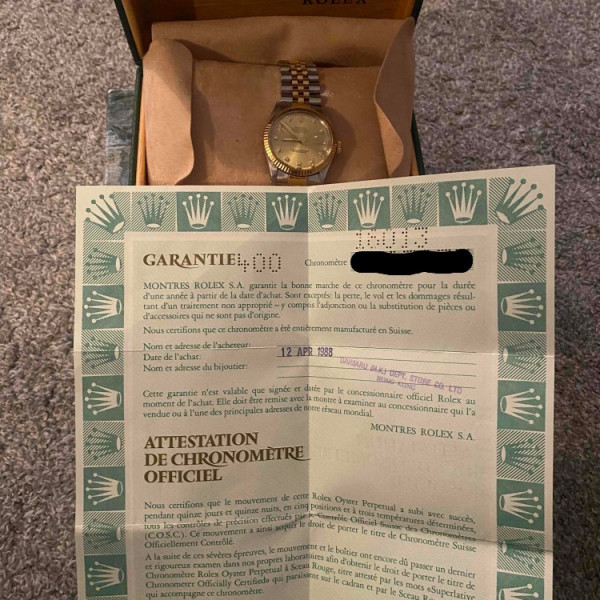 ROLEX
16013
GARANTIE 400 Chronomètre
MONTRES ROLEX S.A. garantit la bonne marche de ce chronomètre pour la durée
d'une année à partir de la date d'achat. Sont exceptés: la perte, le vol et les dommages résul-
tant d'un traitement non approprié – y compris l'adjonction ou la substitution de pièces ou
d'accessoires qui ne sont pas d'origine.
Nous certifions que ce chronomètre a été entièrement manufacturé en Suisse.
Nom et adresse de l'acheteur:
Date de l'achat: 12 APR 1988
Nom et adresse du bijoutier: DAIMARU DEPT. STORE CO. LTD
HONG KONG
Cette garantie n'est valable que signée et datée par le concessionnaire officiel Rolex au
moment de l'achat. Elle doit être remise avec la montre à examiner au concessionnaire qui l'a
vendue ou à l'une des principales adresses de notre réseau mondial.
MONTRES ROLEX S.A.
ATTESTATION
DE CHRONOMÈTRE
OFFICIEL
Nous certifions que le mouvement de cette Rolex Oyster Perpetual a subi avec succès,
pendant quinze jours et quinze nuits, en cinq positions et à trois températures déterminées,
tous les contrôles de précision effectués par le Contrôle Officiel Suisse des Chronomètres
(C.O.S.C.). Ce mouvement a ainsi acquis le droit de porter le titre de Chronomètre Suisse
Officiellement Contrôlé.
A la suite de ces sévères épreuves, le mouvement et le boîtier ont encore dû passer un dernier
et rigoureux examen dans nos propres laboratoires afin d'obtenir le droit de porter le titre de
Chronomètre Rolex Oyster Perpetual à Sceau Rouge, titre attesté par les mots «Superlative
Chronometer Officially Certified» qui paraissent sur le cadran et par le Sceau
qui accompagne ce chronomètre.